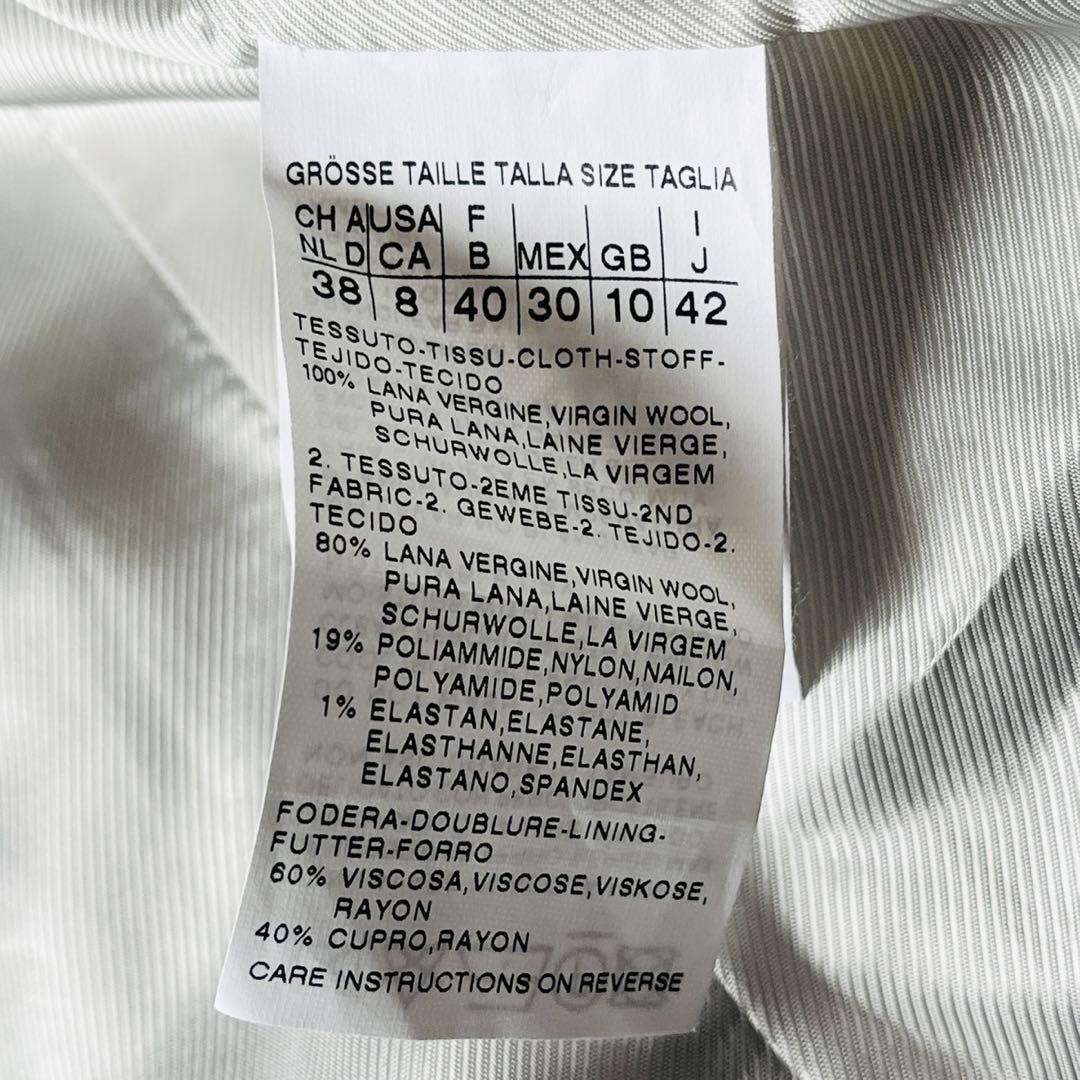 GRÖSSE TAILLE TALLA SIZE TAGLIA
CH A USA F I
NL D CA B MEX GB J
38 8 40 30 10 42
TESSUTO-TISSU-CLOTH-STOFF-
TEJIDO-TECIDO
100% LANA VERGINE,VIRGIN WOOL,
PURA LANA,LAINE VIERGE,
SCHURWOLLE,LA VIRGEM
2. TESSUTO-2EME TISSU-2ND
FABRIC-2. GEWEBE-2. TEJIDO-2.
TECIDO
80% LANA VERGINE,VIRGIN WOOL,
PURA LANA,LAINE VIERGE,
SCHURWOLLE,LA VIRGEM
19% POLIAMMIDE,NYLON,NAILON,
POLYAMIDE,POLYAMID
1% ELASTAN,ELASTANE,
ELASTHANNE,ELASTHAN,
ELASTANO,SPANDEX
FODERA-DOUBLURE-LINING-
FUTTER-FORRO
60% VISCOSA,VISCOSE,VISKOSE,
RAYON
40% CUPRO,RAYON
CARE INSTRUCTIONS ON REVERSE